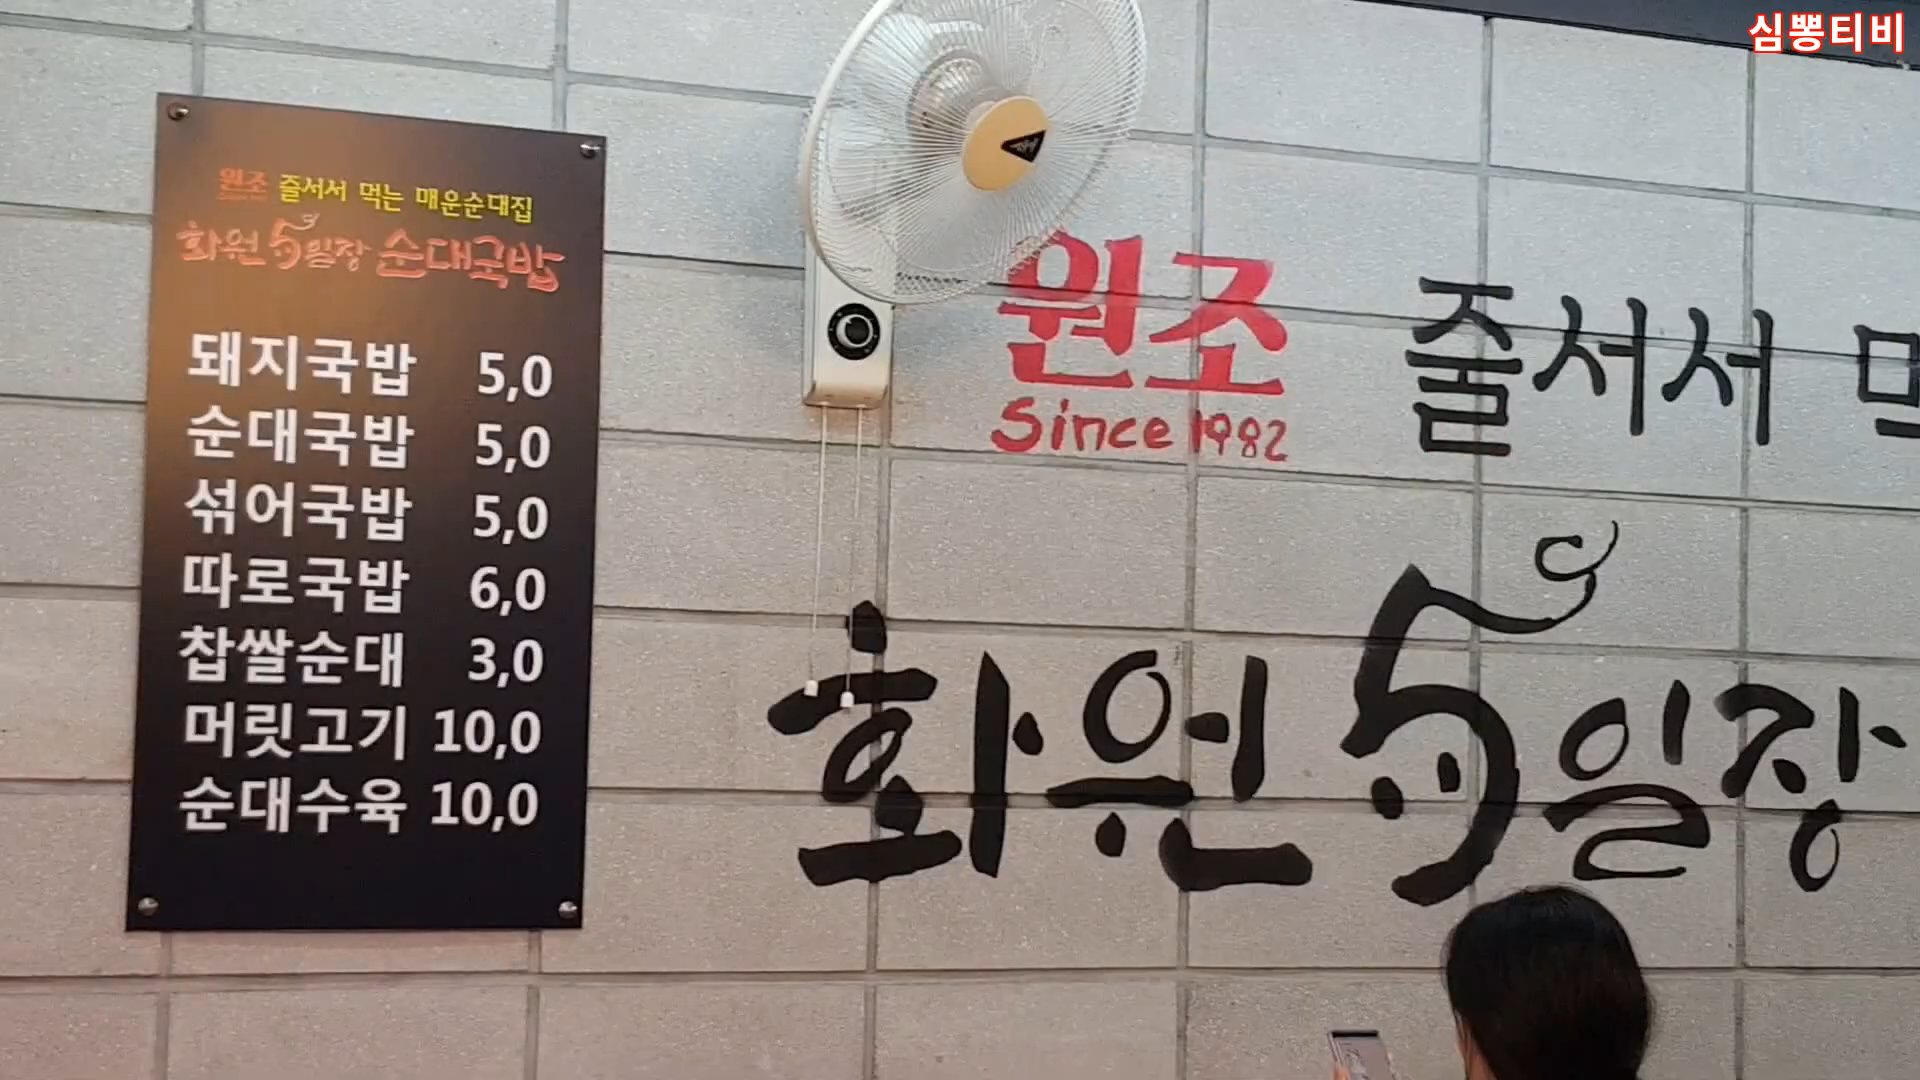 심뽕티비
원조 줄서서 먹는 매운순대집
화원5일장 순대국밥
돼지국밥 5,0
순대국밥 5,0
섞어국밥 5,0
따로국밥 6,0
찹쌀순대 3,0
머릿고기 10,0
순대수육 10,0
원조 줄서서
Since 1982
화원5일장